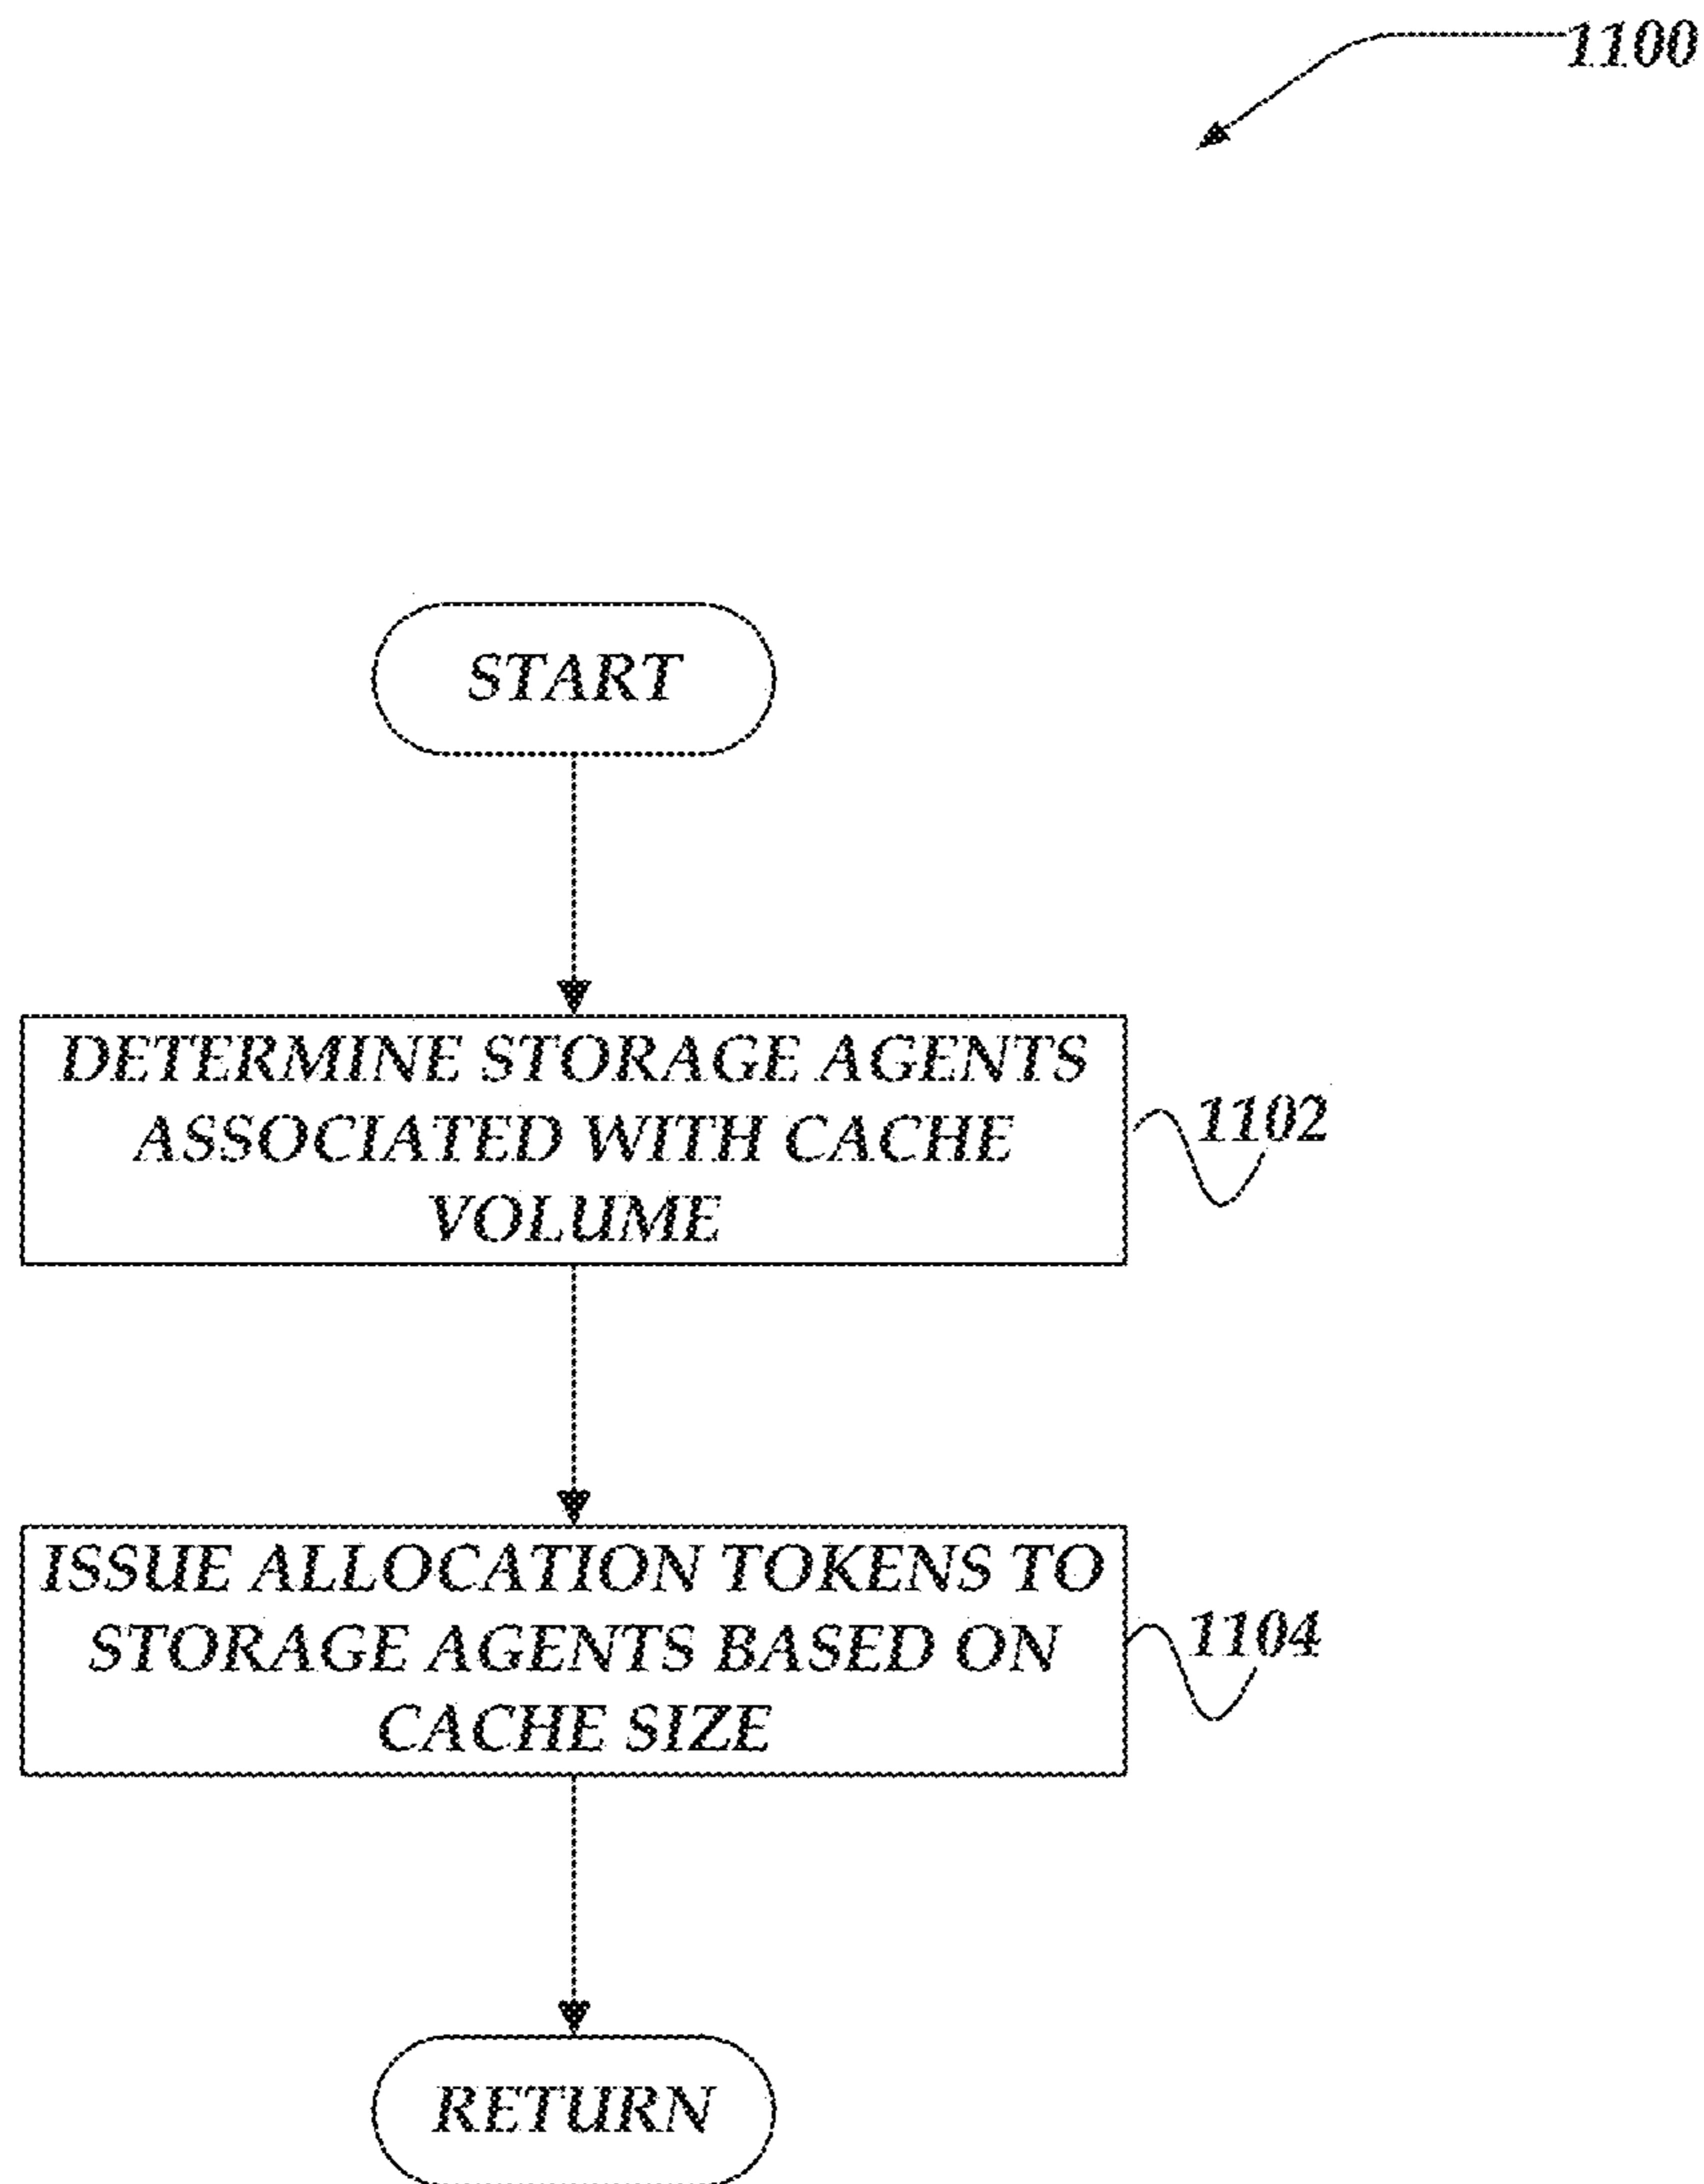 1100
START
DETERMINE STORAGE AGENTS
ASSOCIATED WITH CACHE
VOLUME
1102
ISSUE ALLOCATION TOKENS TO
STORAGE AGENTS BASED ON
CACHE SIZE
1104
RETURN